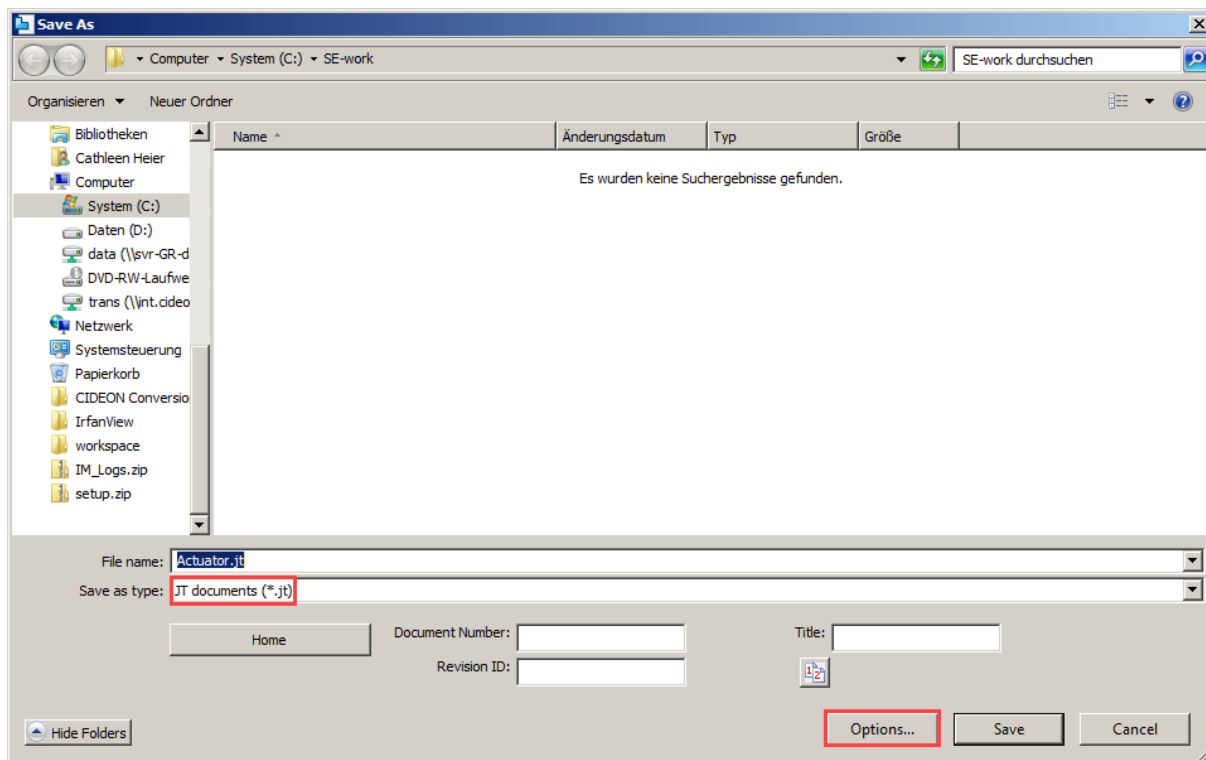 Save As
Computer System (C:) SE-work
SE-work durchsuchen
Organisieren Neuer Ordner
Name Änderungsdatum Typ Größe
Es wurden keine Suchergebnisse gefunden.
Bibliotheken
Cathleen Heier
Computer
System (C:)
Daten (D:)
data (\\svr-GR-d
DVD-RW-Laufwe
trans (\\int.cideo
Netzwerk
Systemsteuerung
Papierkorb
CIDEON Conversio
IrfanView
workspace
IM_Logs.zip
setup.zip
File name: Actuator.jt
Save as type: JT documents (*.jt)
Home
Document Number:
Title:
Revision ID:
Hide Folders
Options...
Save
Cancel